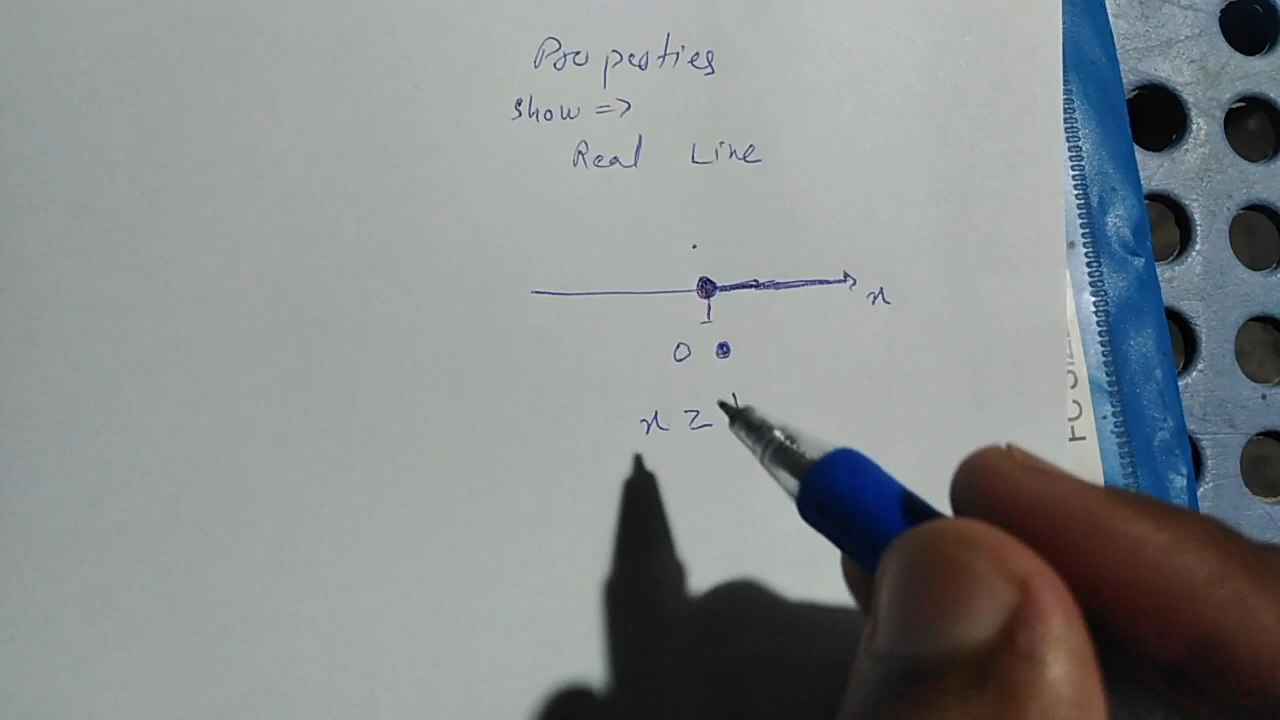 Properties
show =>
Real Line
x
0
x =